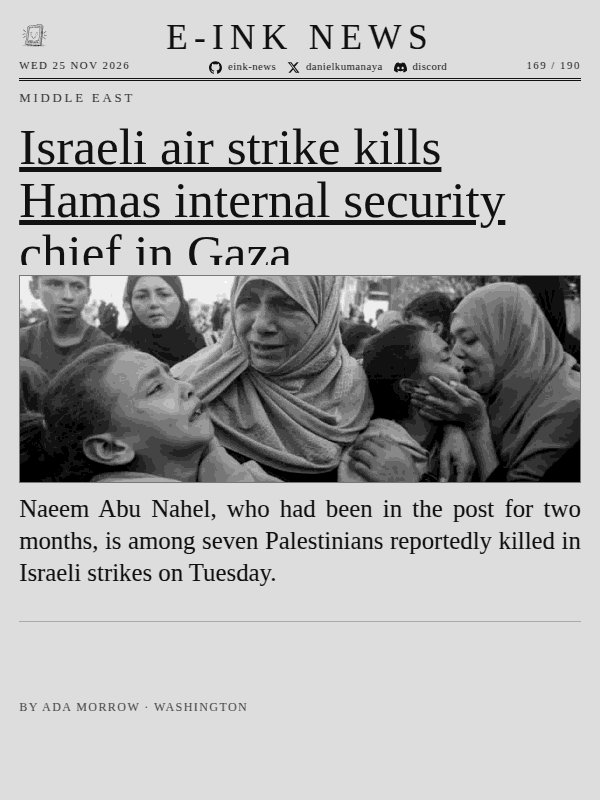 E-INK NEWS
WED 25 NOV 2026
eink-news
danielkumanaya
discord
169 / 190
MIDDLE EAST
Israeli air strike kills
Hamas internal security
chief in Gaza
Naeem Abu Nahel, who had been in the post for two
months, is among seven Palestinians reportedly killed in
Israeli strikes on Tuesday.
BY ADA MORROW · WASHINGTON